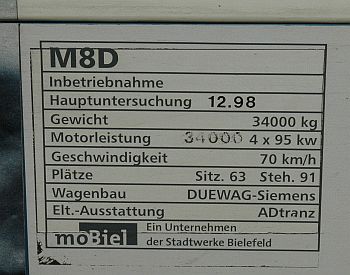 M8D
Inbetriebnahme
Hauptuntersuchung 12.98
Gewicht 34000 kg
Motorleistung 34000 4 x 95 kw
Geschwindigkeit 70 km/h
Plätze Sitz. 63 Steh. 91
Wagenbau DUEWAG-Siemens
Elt.-Ausstattung ADtranz
moBiel Ein Unternehmen
der Stadtwerke Bielefeld